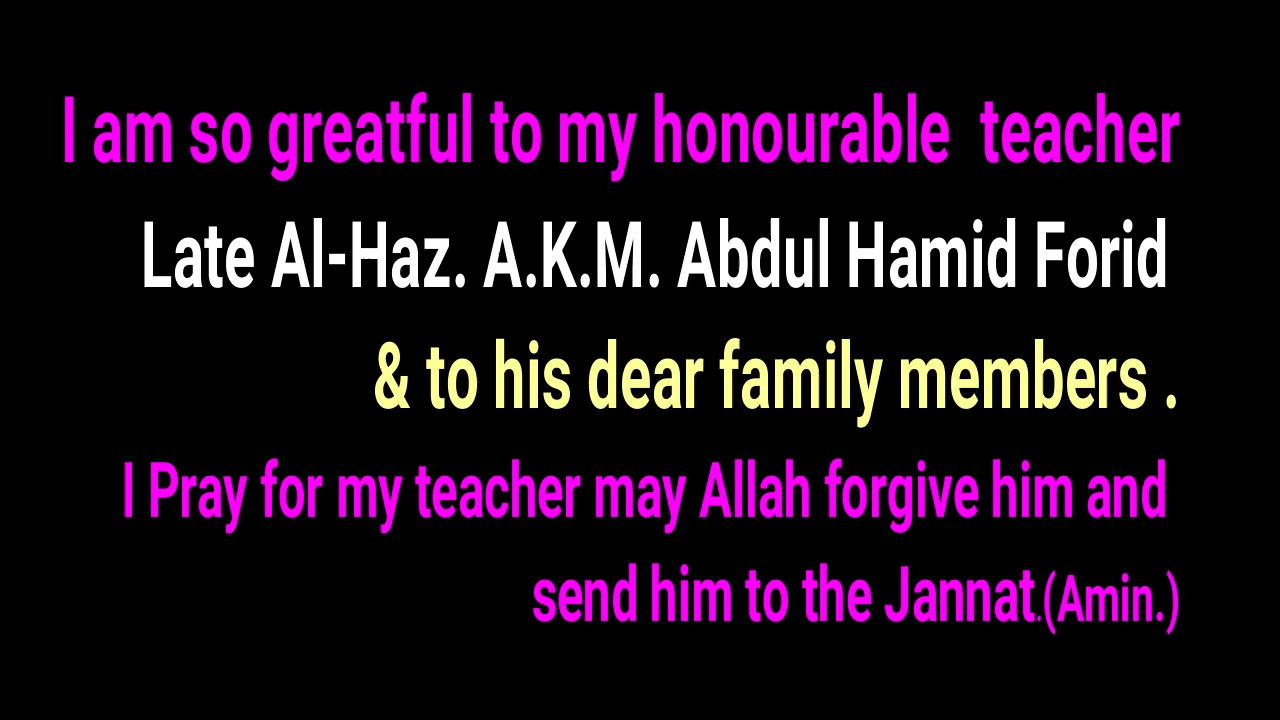 I am so greatful to my honourable teacher
Late Al-Haz. A.K.M. Abdul Hamid Forid
& to his dear family members .
I Pray for my teacher may Allah forgive him and
send him to the Jannat.(Amin.)